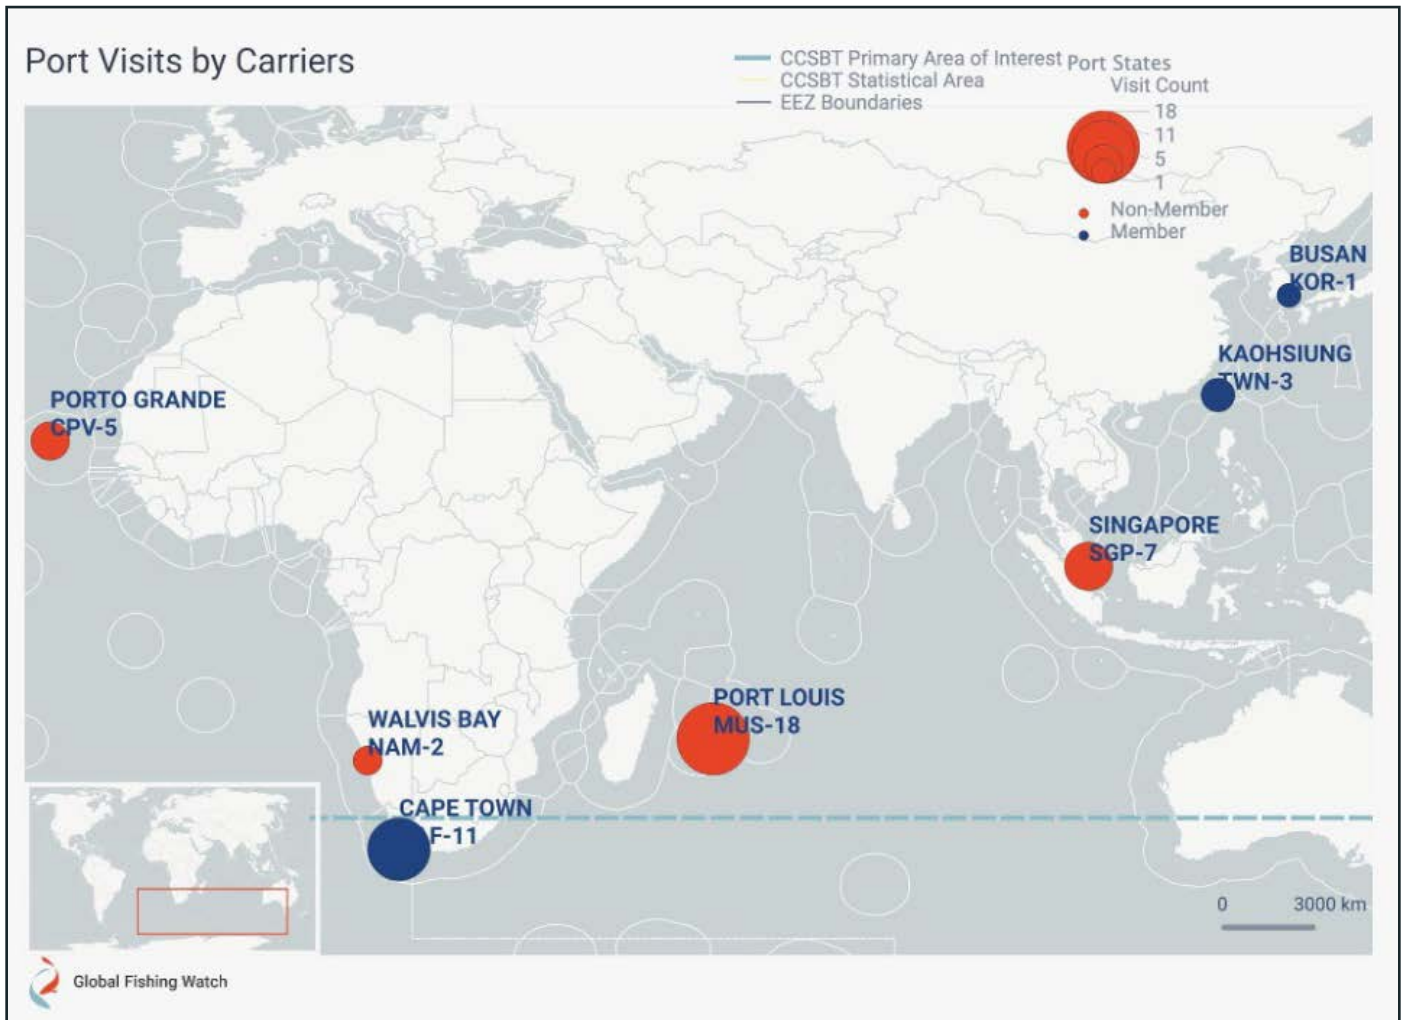 Port Visits by Carriers
CCSBT Primary Area of Interest
CCSBT Statistical Area
EEZ Boundaries
Port States
Visit Count
18
11
5
1
Non-Member
Member
BUSAN
KOR-1
KAOHSIUNG
TWN-3
PORTO GRANDE
CPV-5
SINGAPORE
SGP-7
PORT LOUIS
MUS-18
WALVIS BAY
NAM-2
CAPE TOWN
F-11
0 3000 km
Global Fishing Watch